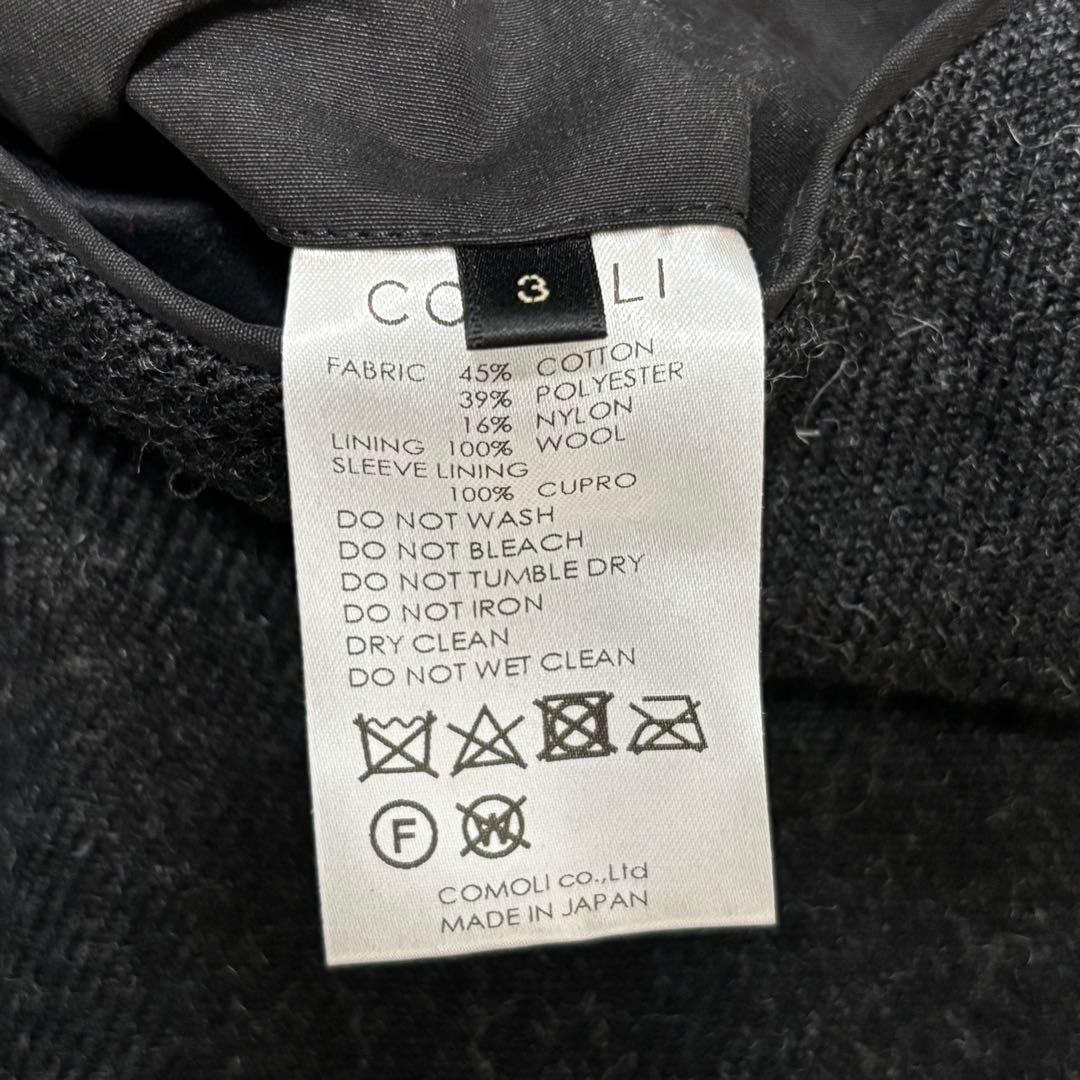 CO LI
3
FABRIC 45% COTTON
39% POLYESTER
16% NYLON
LINING 100% WOOL
SLEEVE LINING
100% CUPRO
DO NOT WASH
DO NOT BLEACH
DO NOT TUMBLE DRY
DO NOT IRON
DRY CLEAN
DO NOT WET CLEAN
F W
COMOLI co.,Ltd
MADE IN JAPAN